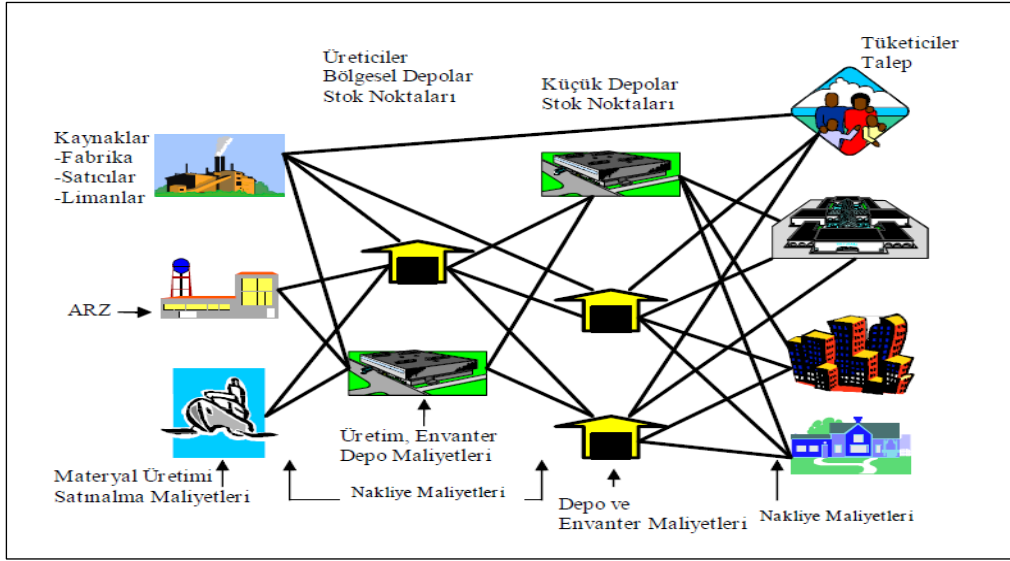 Üreticiler
Bölgesel Depolar
Stok Noktaları
Küçük Depolar
Stok Noktaları
Tüketiciler
Talep
Kaynaklar
-Fabrika
-Satıcılar
-Limanlar
ARZ
Üretim, Envanter
Depo Maliyetleri
Materyal Üretimi
Satınalma Maliyetleri
Nakliye Maliyetleri
Depo ve
Envanter Maliyetleri
Nakliye Maliyetleri